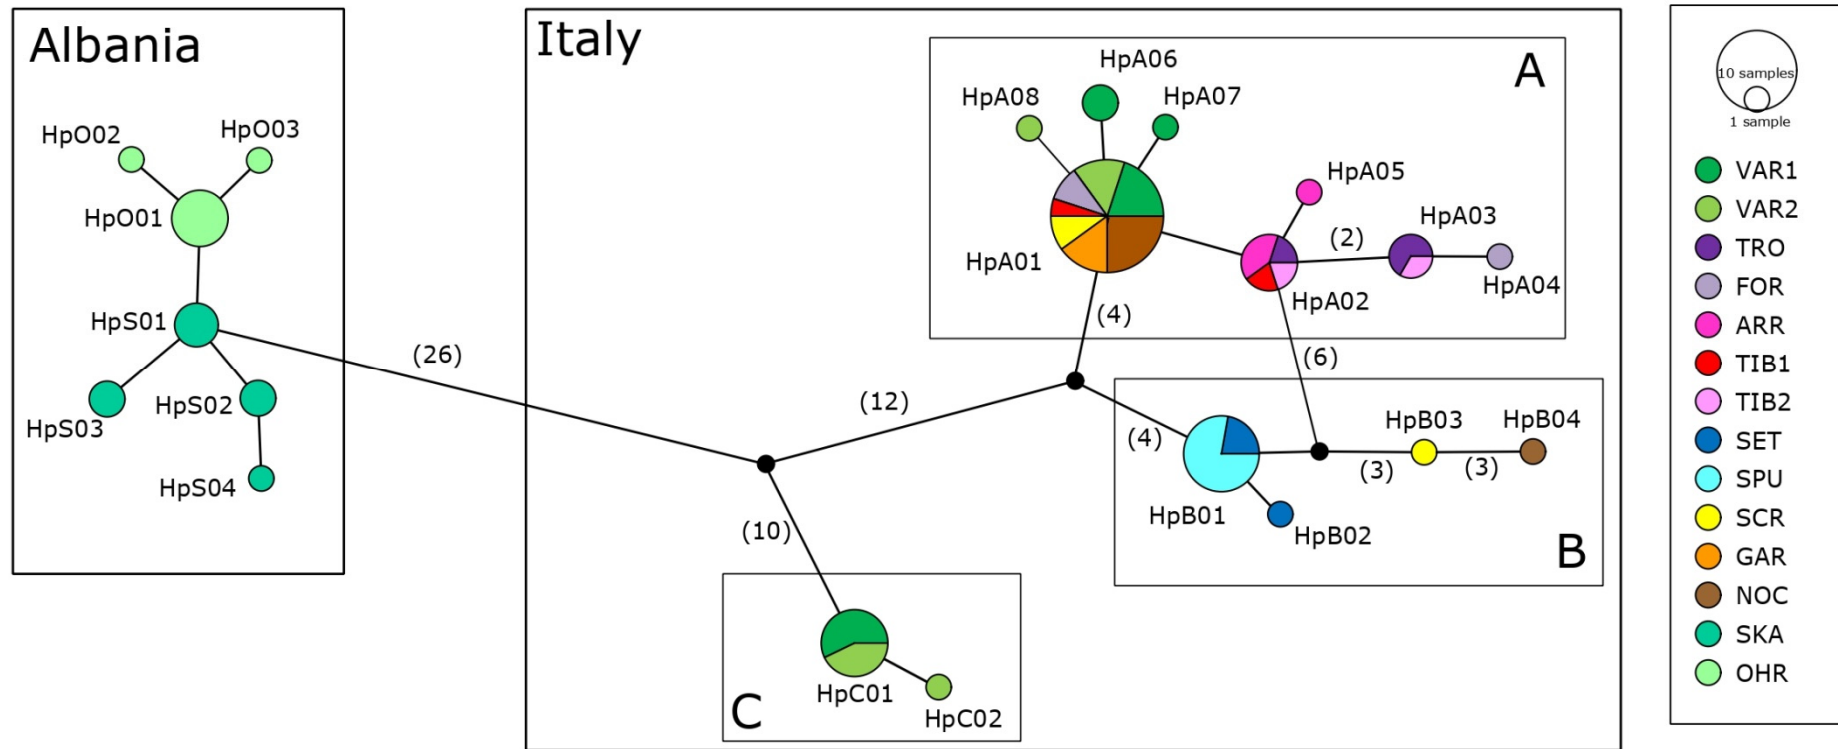 Albania
HpO02
HpO03
HpO01
HpS01
HpS02
HpS03
HpS04
(26)
Italy
A
HpA06
HpA08
HpA07
HpA05
HpA03
(2)
HpA01
HpA02
HpA04
(4)
(6)
(12)
(4)
HpB03
HpB04
(3)
(3)
HpB01
HpB02
B
(10)
HpC01
HpC02
C
10 samples
1 sample
VAR1
VAR2
TRO
FOR
ARR
TIB1
TIB2
SET
SPU
SCR
GAR
NOC
SKA
OHR